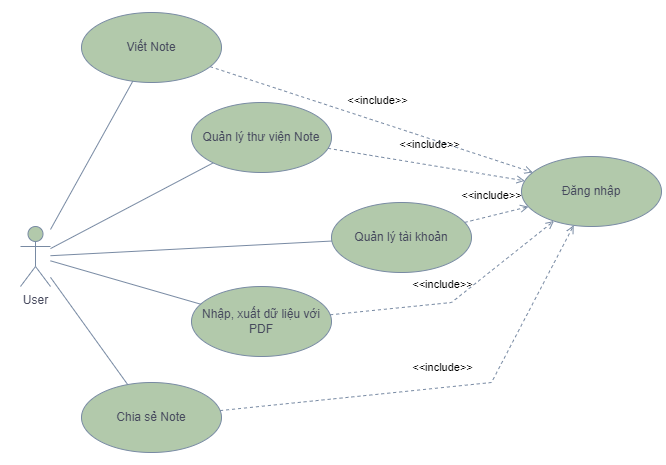 Viết Note
<<include>>
Quản lý thư viện Note
<<include>>
Đăng nhập
<<include>>
Quản lý tài khoản
User
<<include>>
Nhập, xuất dữ liệu với
PDF
<<include>>
Chia sẻ Note